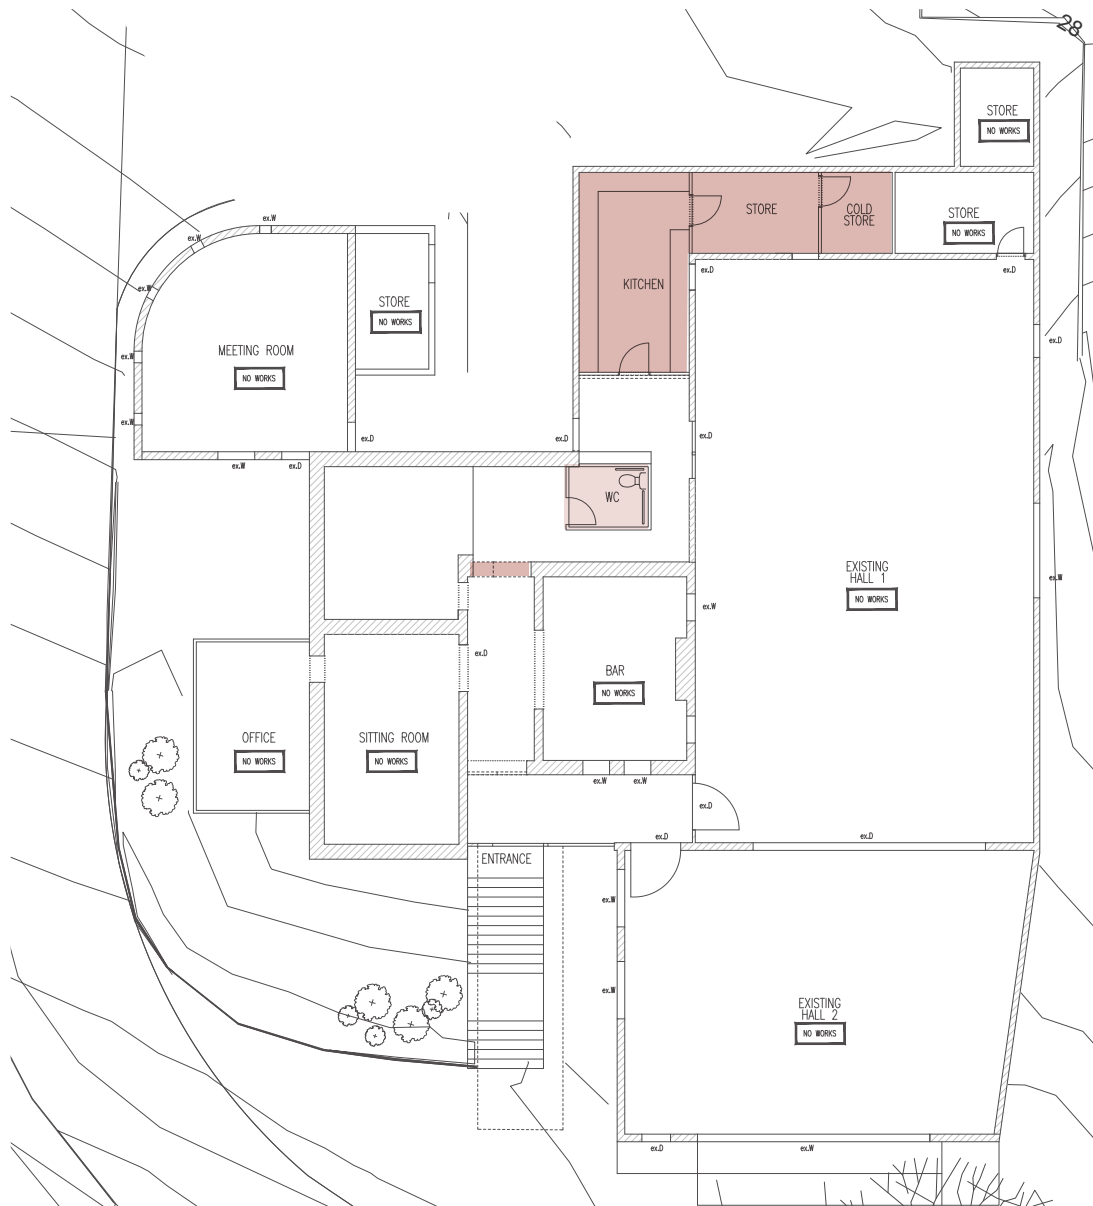 28
STORE
NO WORKS
STORE
COLD
STORE
STORE
NO WORKS
ex.W
ex.W
ex.D
ex.D
KITCHEN
ex.W
STORE
NO WORKS
ex.D
MEETING ROOM
NO WORKS
ex.W
ex.W
ex.D
ex.D
ex.D
ex.W
ex.D
WC
EXISTING
HALL 1
NO WORKS
ex.W
ex.W
ex.D
BAR
NO WORKS
OFFICE
NO WORKS
SITTING ROOM
NO WORKS
ex.W
ex.W
ex.D
ex.D
ex.D
ENTRANCE
ex.W
ex.W
EXISTING
HALL 2
NO WORKS
ex.D
ex.W